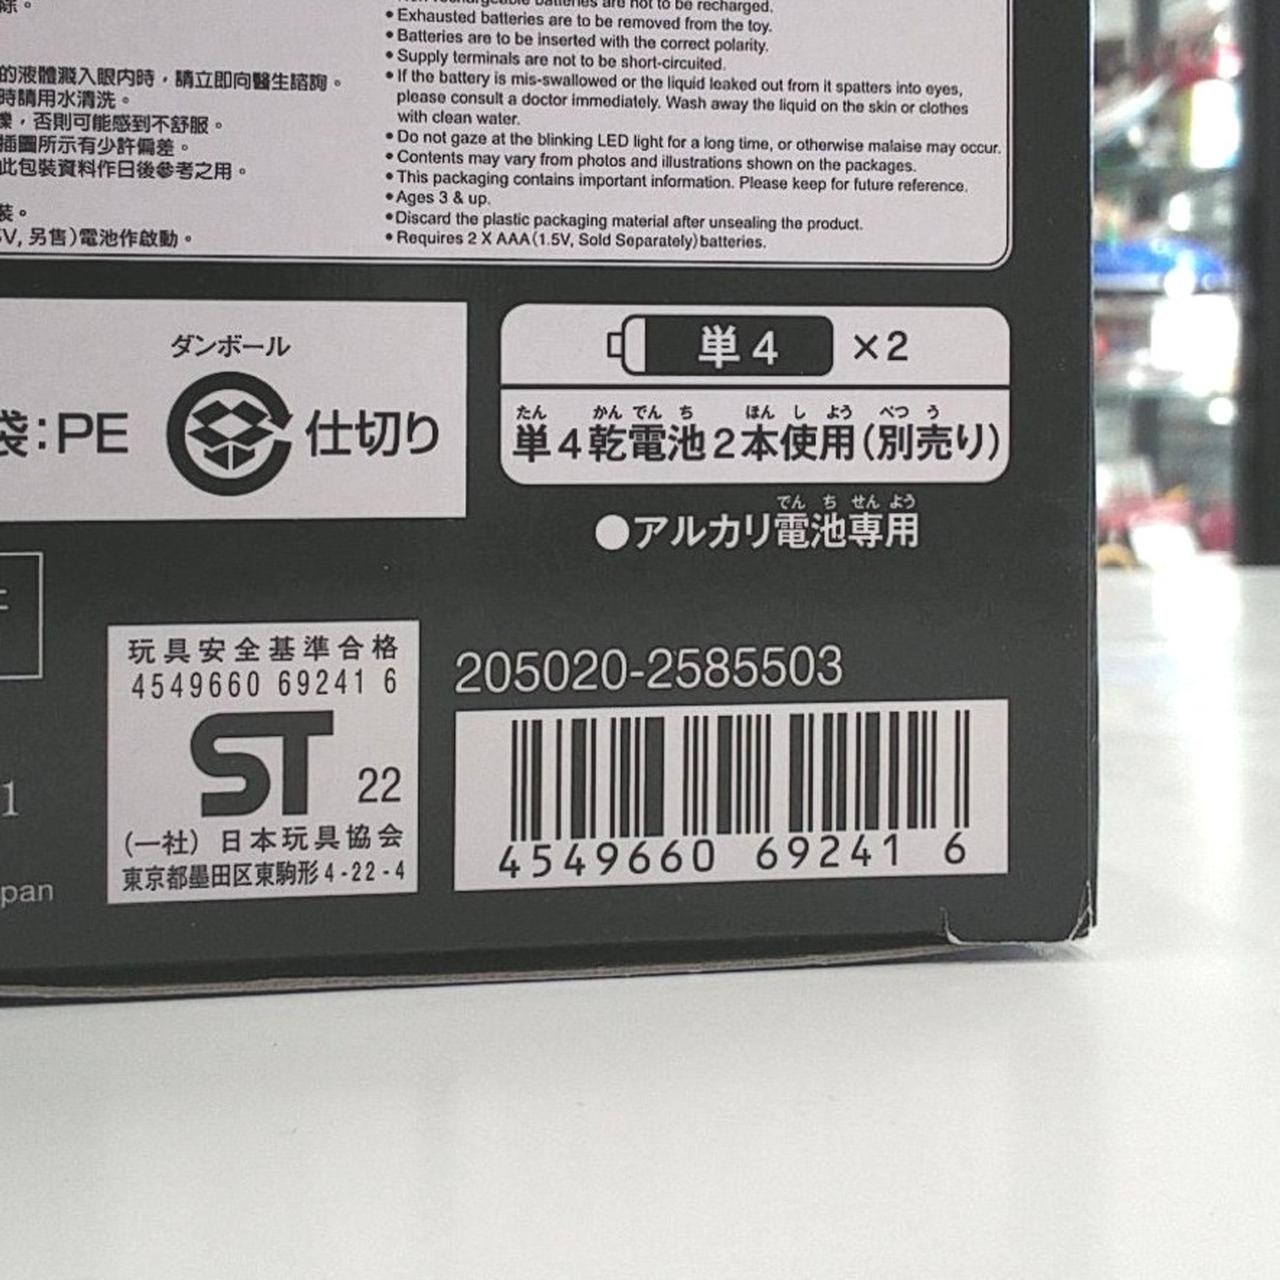 除。
的液體濺入眼内時，請立即向醫生諮詢。
時請用水清洗。
否則可能感到不舒服。
插圖所示有少許偏差。
此包裝資料作日後參考之用。
裝。
5V, 另售)電池作啟動。
batteries are not to be recharged.
• Exhausted batteries are to be removed from the toy.
• Batteries are to be inserted with the correct polarity.
• Supply terminals are not to be short-circuited.
• If the battery is mis-swallowed or the liquid leaked out from it spatters into eyes,
please consult a doctor immediately. Wash away the liquid on the skin or clothes
with clean water.
• Do not gaze at the blinking LED light for a long time, or otherwise malaise may occur.
• Contents may vary from photos and illustrations shown on the packages.
• This packaging contains important information. Please keep for future reference.
• Ages 3 & up.
• Discard the plastic packaging material after unsealing the product.
• Requires 2 X AAA(1.5V, Sold Separately)batteries.
ダンボール
袋:PE 仕切り
単4 ×2
たん かん でん ち ほん し よう べつ う
単4乾電池2本使用(別売り)
でん ち せん よう
●アルカリ電池専用
玩具安全基準合格
4549660 69241 6
ST 22
(一社) 日本玩具協会
東京都墨田区東駒形4-22-4
205020-2585503
4549660 69241 6
1
pan